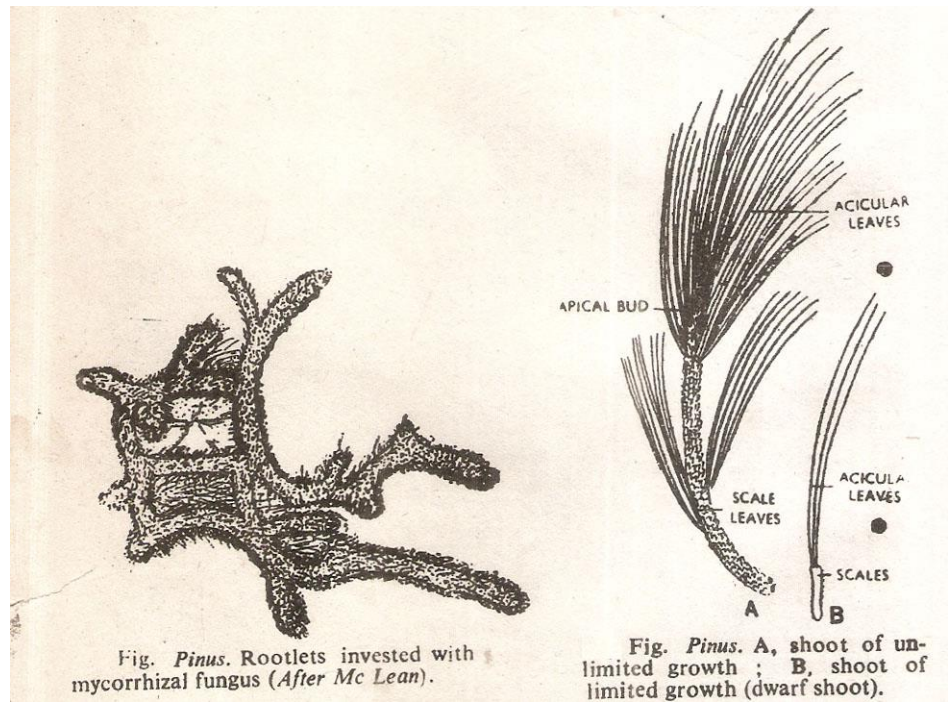 ACICULAR
LEAVES
APICAL BUD
SCALE
LEAVES
ACICULA
LEAVES
SCALES
A
B
Fig. Pinus. Rootlets invested with
mycorrhizal fungus (After Mc Lean).
Fig. Pinus. A, shoot of un-
limited growth ; B, shoot of
limited growth (dwarf shoot).